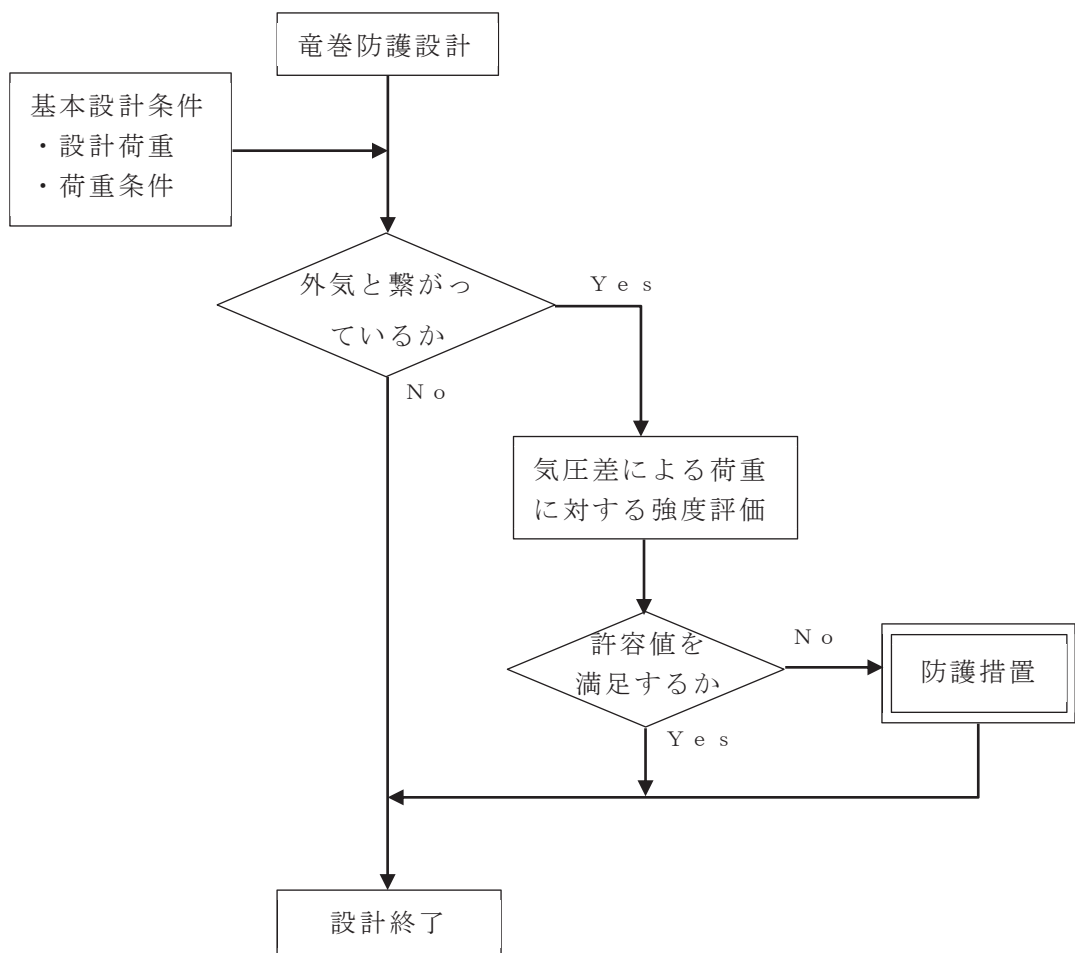 竜巻防護設計
基本設計条件
・設計荷重
・荷重条件
外気と繋がっ
ているか
Yes
No
気圧差による荷重
に対する強度評価
許容値を
満足するか
No
防護措置
Yes
設計終了